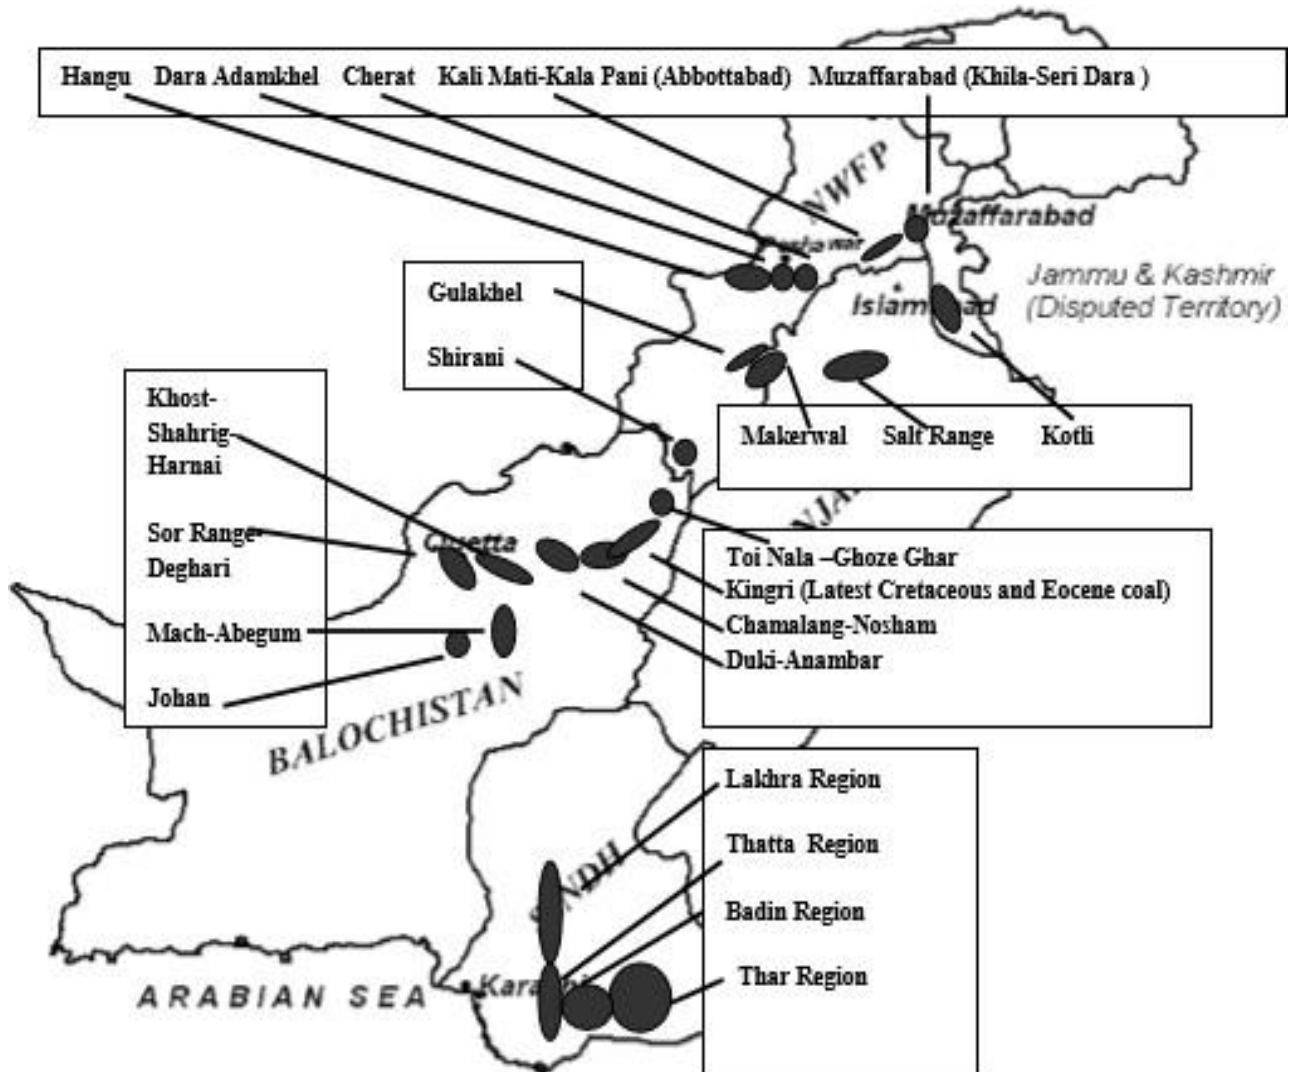 Hangu Dara Adamkhel Cherat Kali Mati-Kala Pani (Abbottabad) Muzaffarabad (Khila-Seri Dara )
NWFP
Muzaffarabad
Jammu & Kashmir
(Disputed Territory)
Gulakhel
Shirani
Khost-
Shahrig-
Harnai
Makerwal Salt Range Kotli
Sor Range-
Deghari
Toi Nala –Ghoze Ghar
Kingri (Latest Cretaceous and Eocene coal)
Chamalang-Nosham
Duki-Anambar
Mach-Abegum
Johan
BALOCHISTAN
Lakhra Region
Thatta Region
Badin Region
Thar Region
ARABIAN SEA